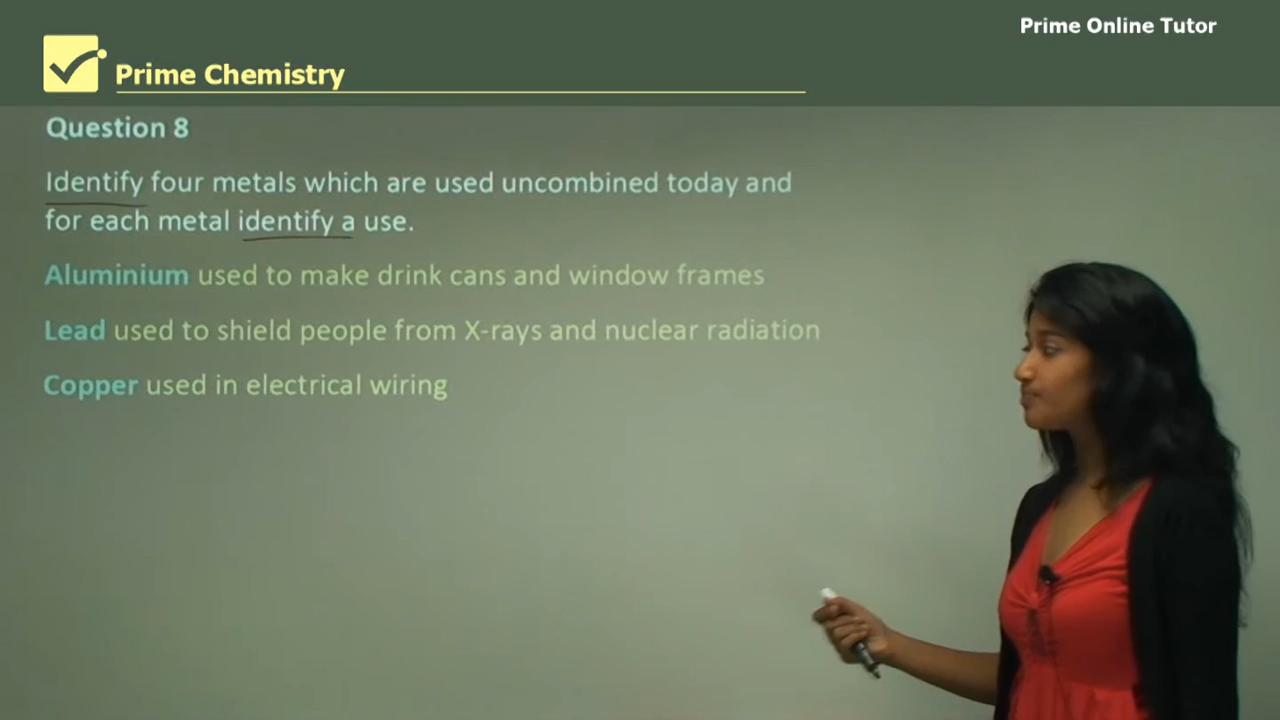 Prime Online Tutor
Prime Chemistry
Question 8
Identify four metals which are used uncombined today and
for each metal identify a use.
Aluminium used to make drink cans and window frames
Lead used to shield people from X-rays and nuclear radiation
Copper used in electrical wiring